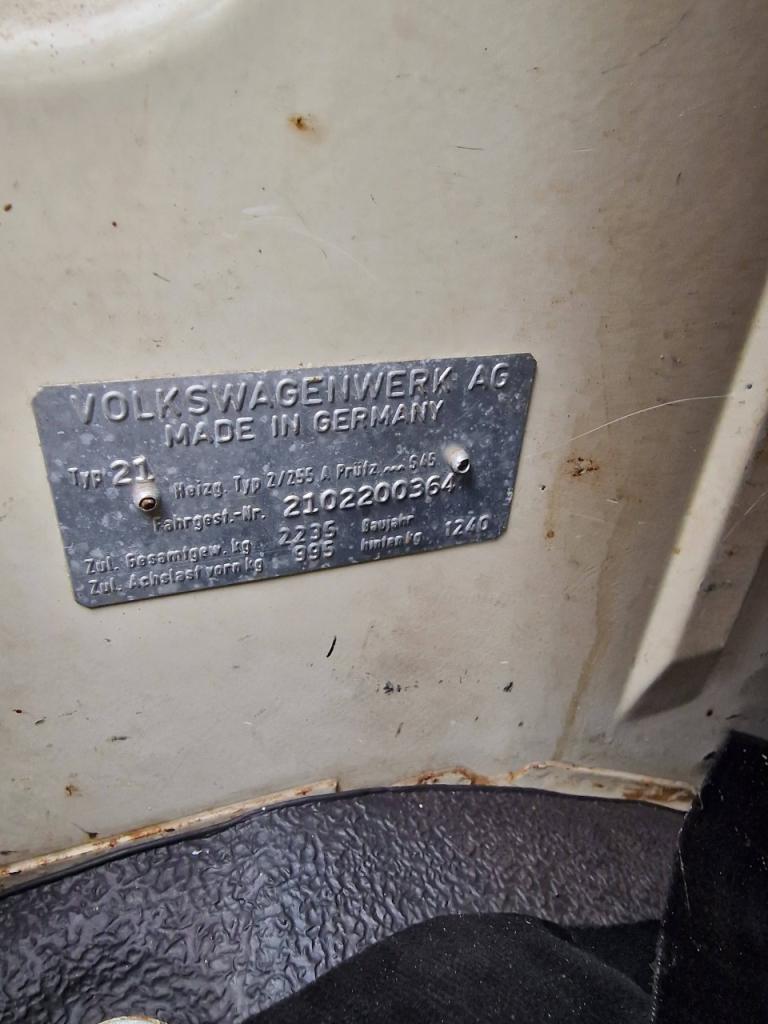 VOLKSWAGENWERK AG
MADE IN GERMANY
Typ 21
Heizg. Typ 2/255 A Prüfz. ~~~ S45
Fahrgest.-Nr. 2102200364
Zul. Gesamtgew. kg 2235 Baujahr
Zul. Achslast vorn kg 995 hinten kg 1240